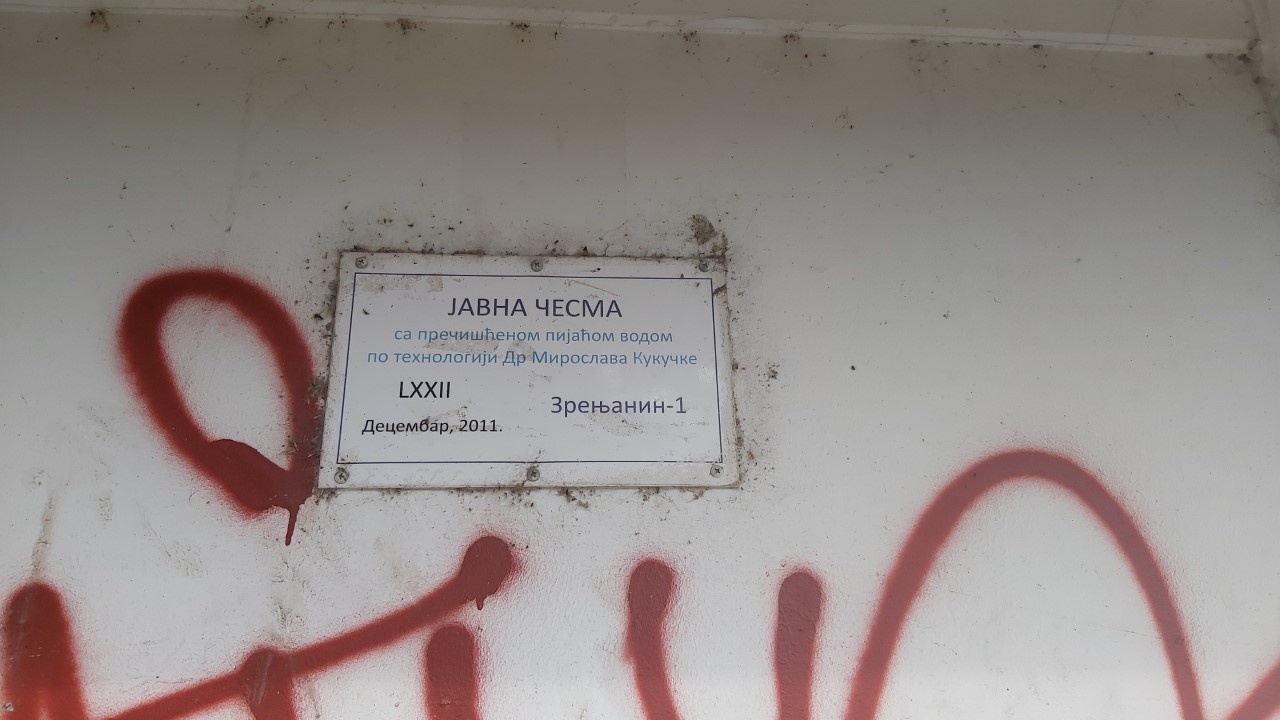 ЈАВНА ЧЕСМА
са пречишћеном пијаћом водом
по технологији Др Мирослава Кукучке
LXXII
Зрењанин-1
Децембар, 2011.